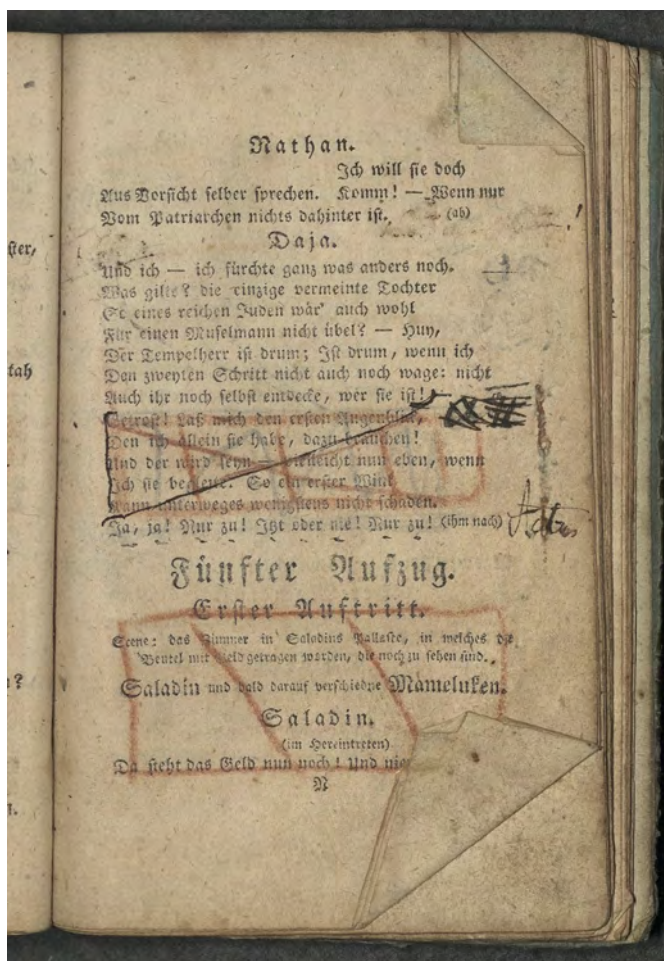 ster,
tah
?
Nathan.
Ich will sie doch
Aus Vorsicht selber sprechen. Komm! — Wenn nur
Vom Patriarchen nichts dahinter ist. (ab)
Daja.
Und ich — ich fürchte ganz was anders noch.
Was gilts? die einzige vermeinte Tochter
So eines reichen Juden wär' auch wohl
Für einen Muselmann nicht übel? — Huy,
Der Tempelherr ist drum; Ist drum, wenn ich
Den zweyten Schritt nicht auch noch wage: nicht
Auch ihr noch selbst entdecke, wer sie ist! —
Getrost! Laß mich den ersten Augenblick,
Den ich allein sie habe, dazu brauchen!
Und der wird seyn — vielleicht nun eben, wenn
Ich sie begleite. So ein erster Wink
Kann unterweges wenigstens nicht schaden.
Ja, ja! Nur zu! Itzt oder nie! Nur zu! (ihm nach)
Fünfter Aufzug.
Erster Auftritt.
Scene: das Zimmer in Saladins Pallaste, in welches die
Beutel mit Geld getragen worden, die noch zu sehen sind.
Saladin und bald darauf verschiedne Mameluken.
Saladin.
(im Hereintreten)
Da steht das Geld nun noch! Und
N